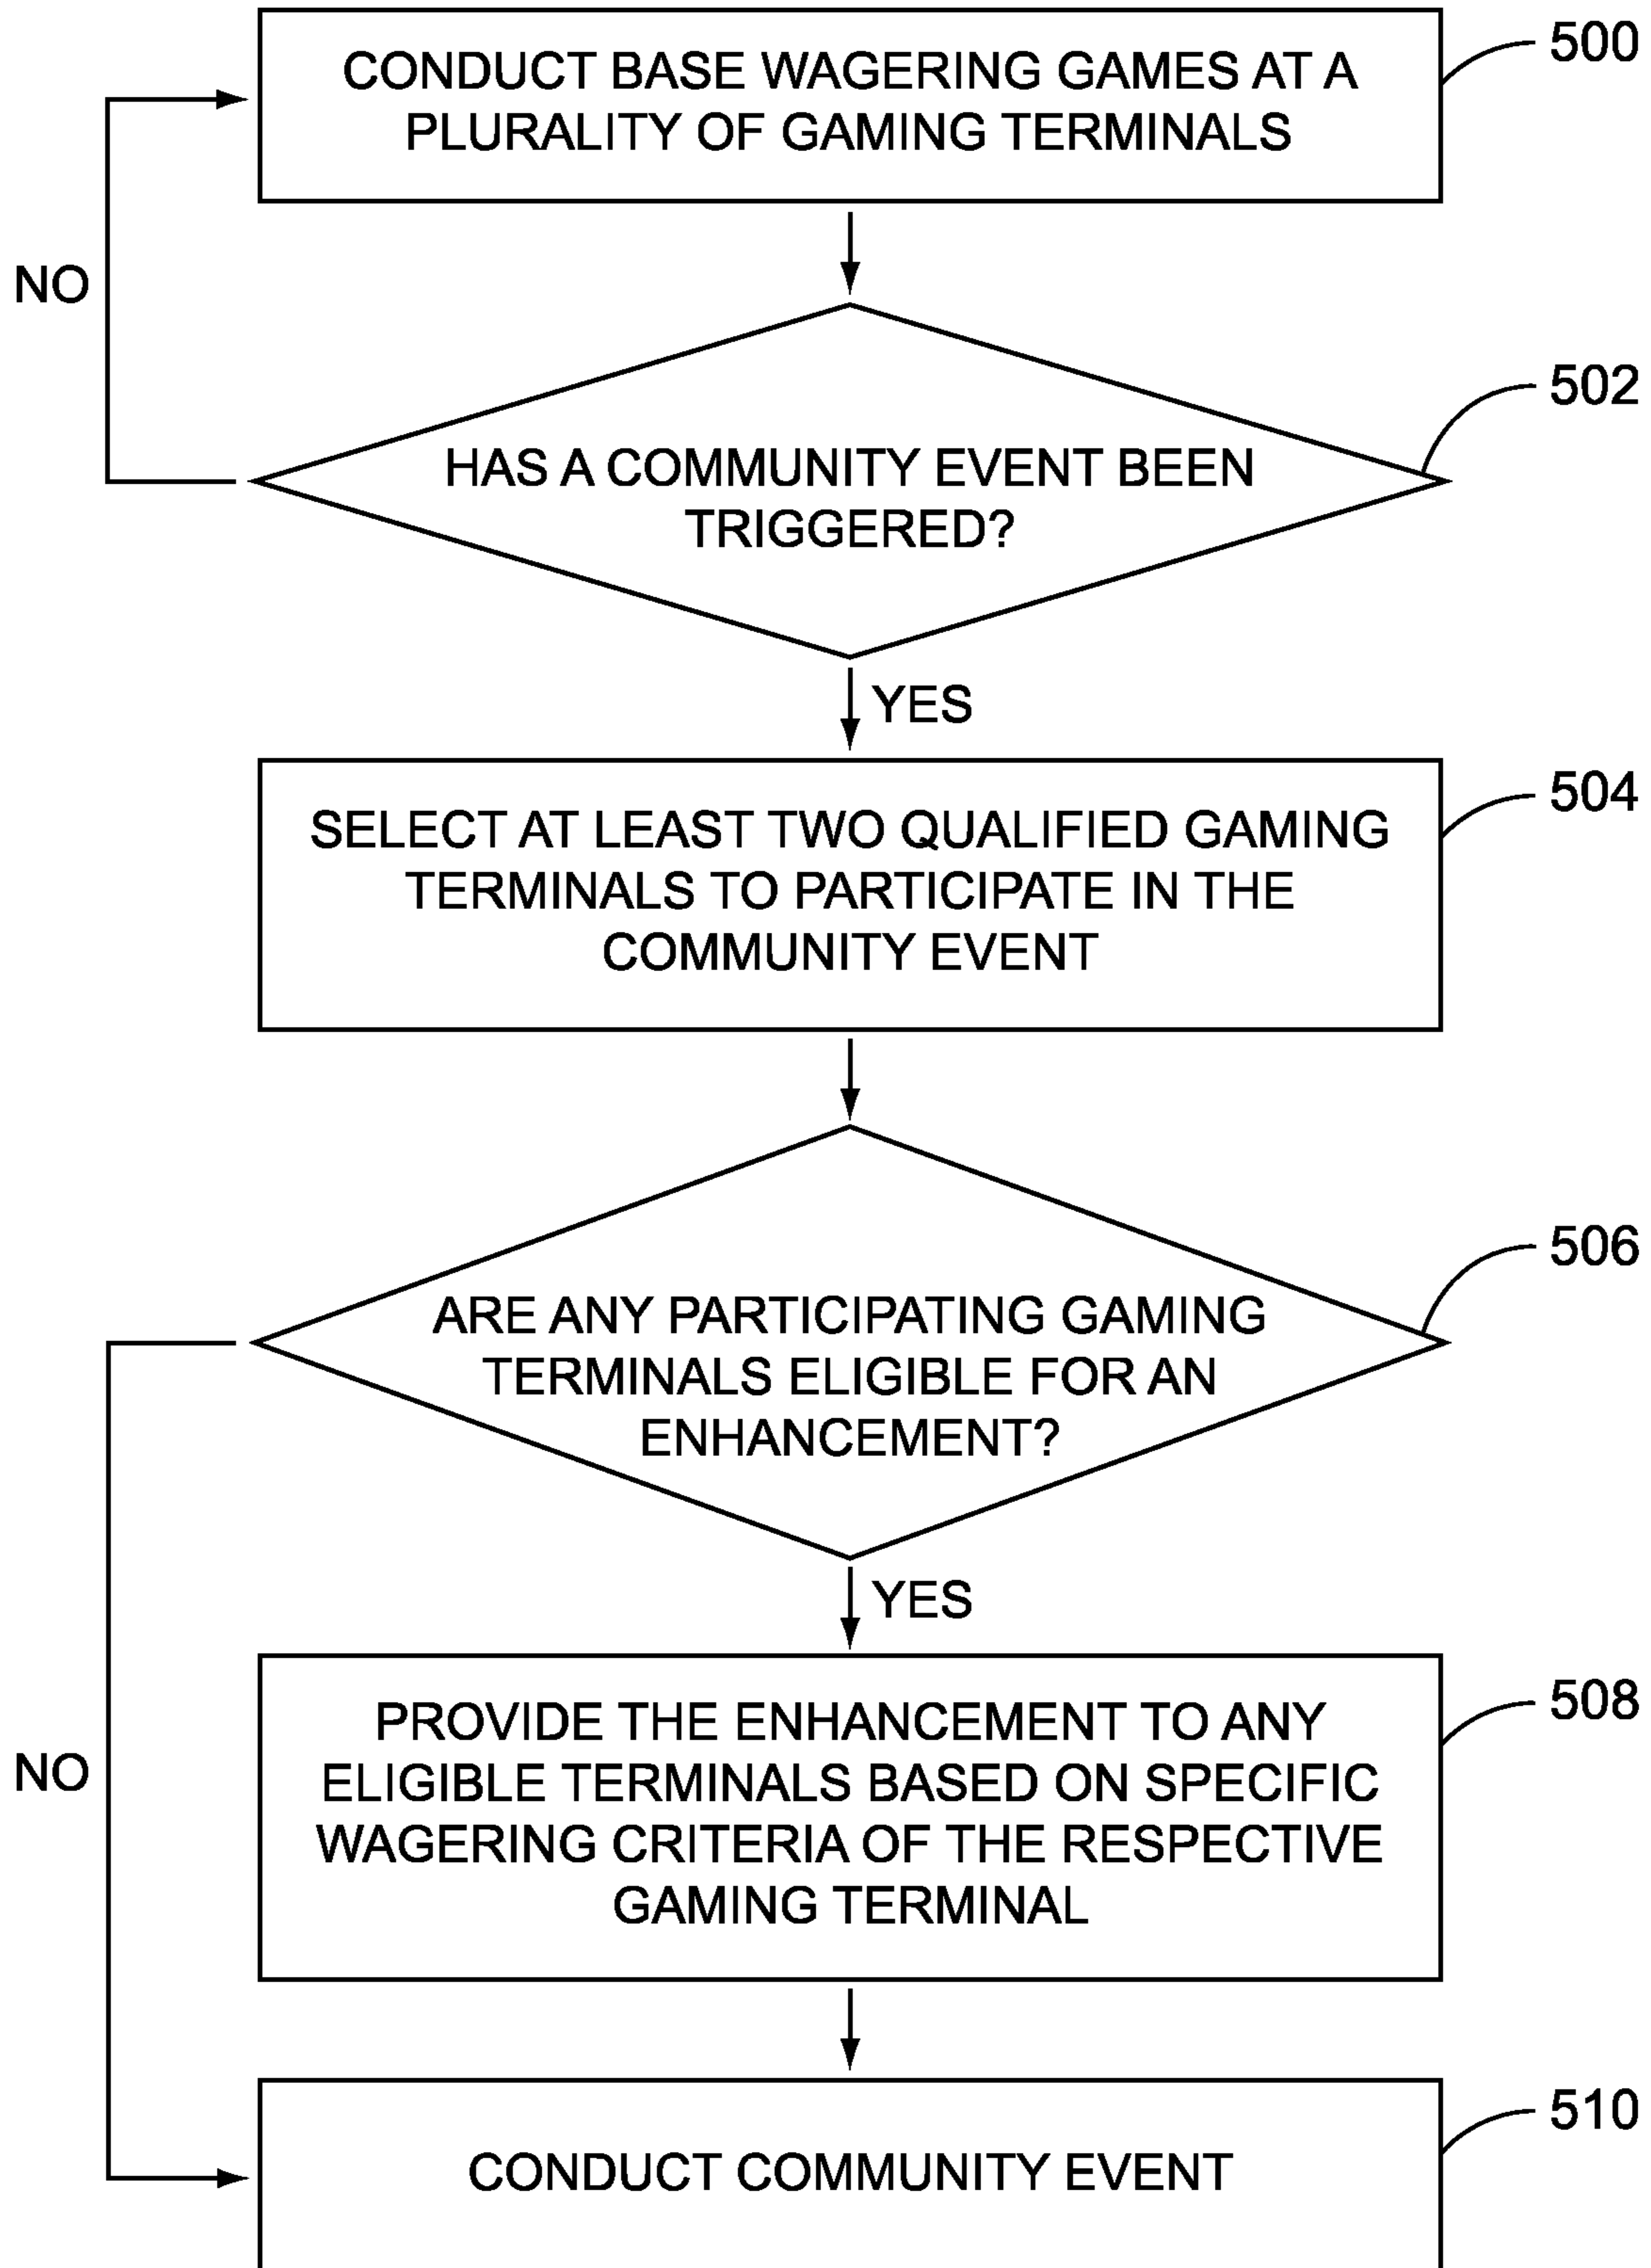 500
CONDUCT BASE WAGERING GAMES AT A
PLURALITY OF GAMING TERMINALS
NO
502
HAS A COMMUNITY EVENT BEEN
TRIGGERED?
YES
504
SELECT AT LEAST TWO QUALIFIED GAMING
TERMINALS TO PARTICIPATE IN THE
COMMUNITY EVENT
506
ARE ANY PARTICIPATING GAMING
TERMINALS ELIGIBLE FOR AN
ENHANCEMENT?
YES
508
PROVIDE THE ENHANCEMENT TO ANY
ELIGIBLE TERMINALS BASED ON SPECIFIC
WAGERING CRITERIA OF THE RESPECTIVE
GAMING TERMINAL
NO
510
CONDUCT COMMUNITY EVENT